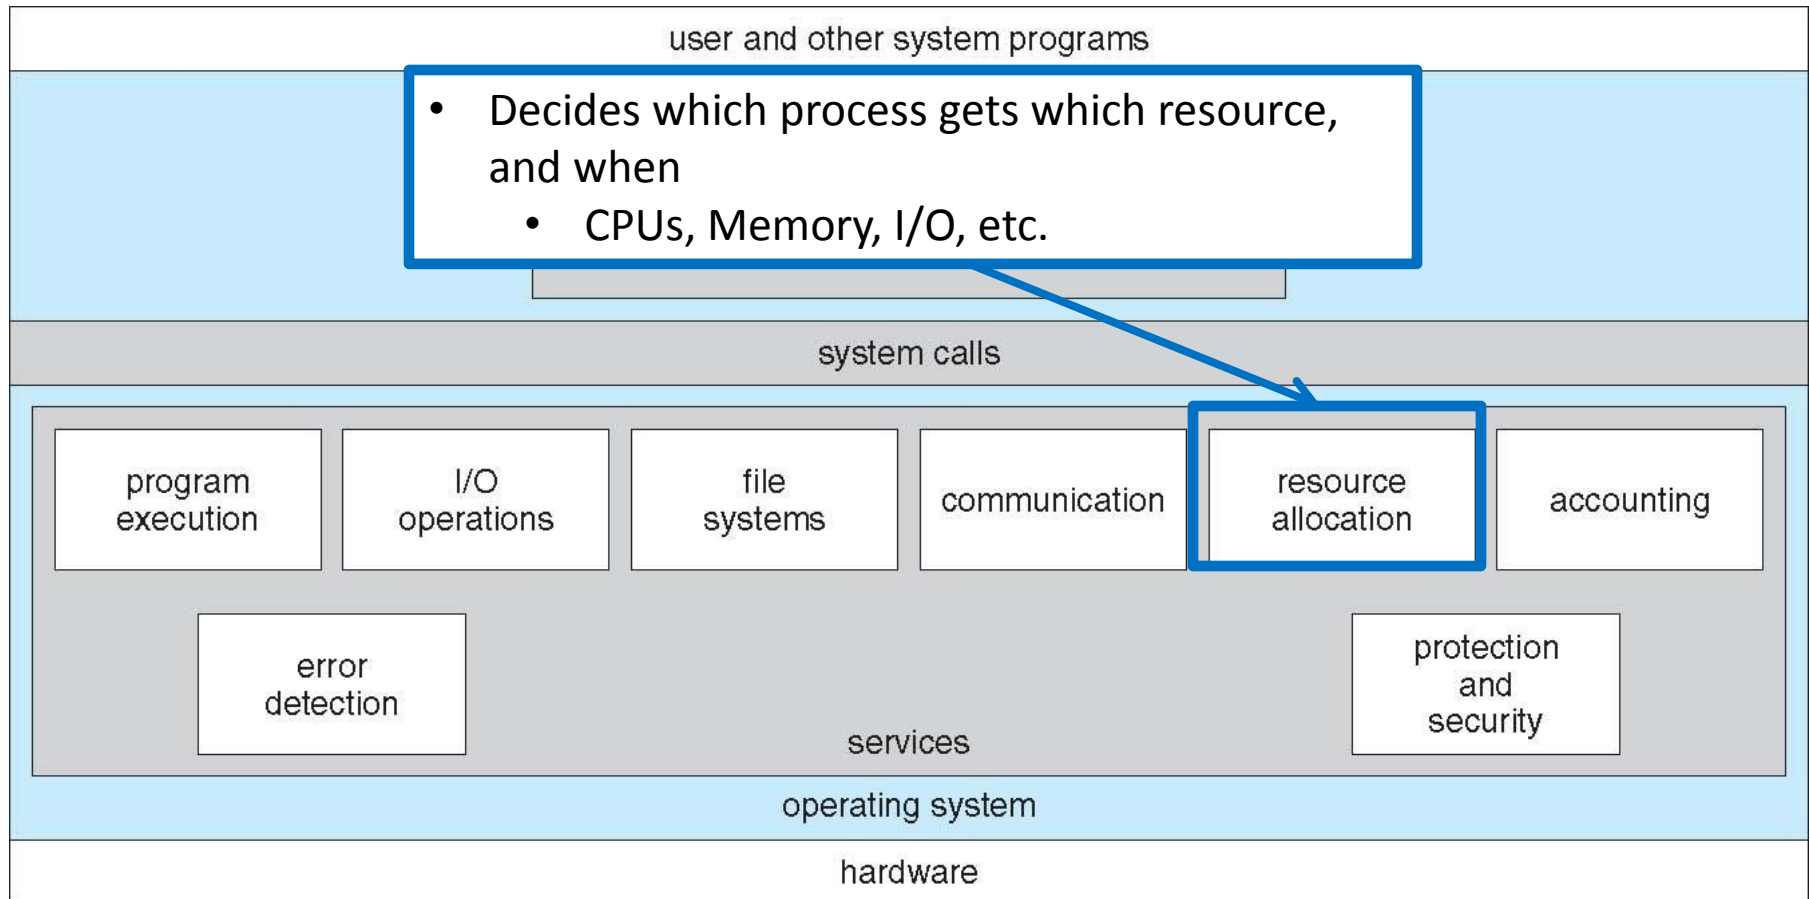 user and other system programs
• Decides which process gets which resource,
and when
• CPUs, Memory, I/O, etc.
system calls
program
execution
I/O
operations
file
systems
communication
resource
allocation
accounting
error
detection
protection
and
security
services
operating system
hardware